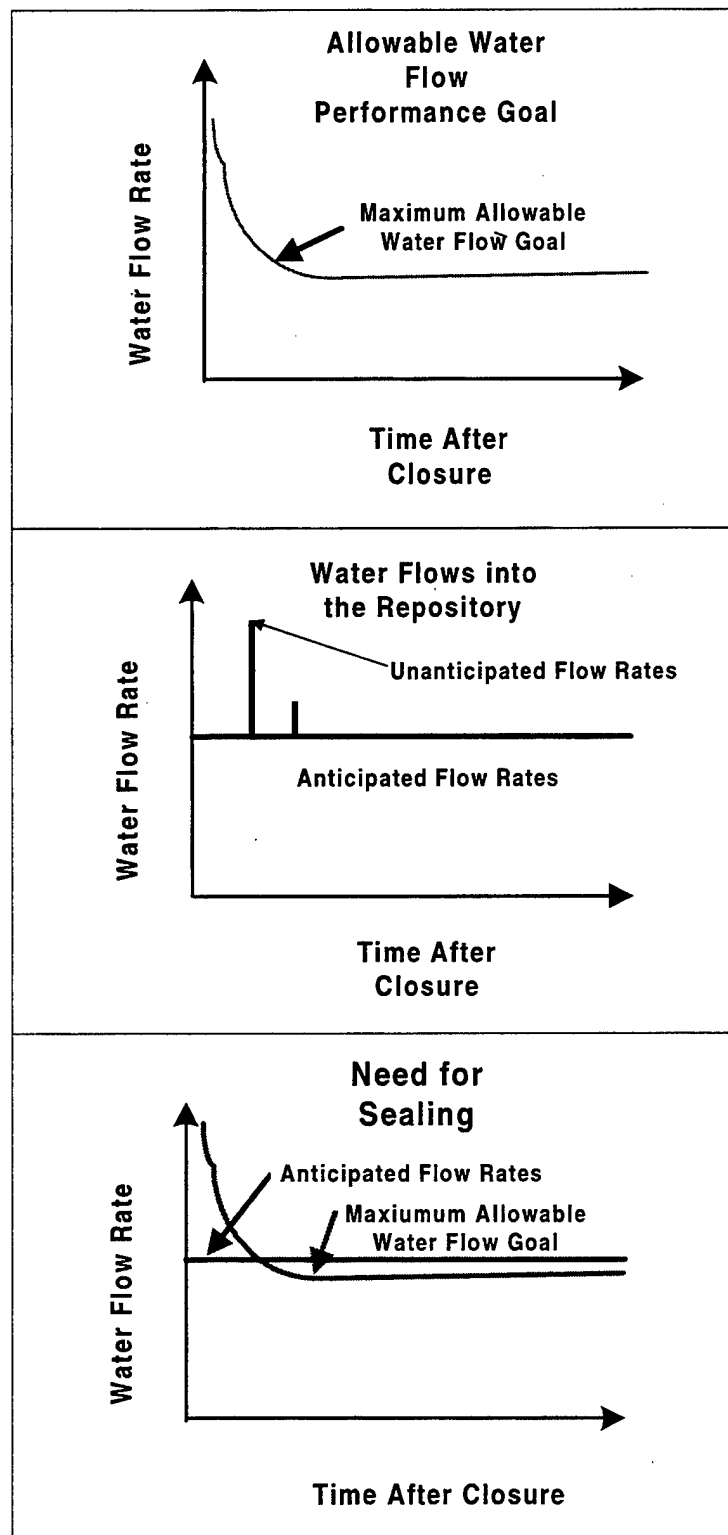 Allowable Water
Flow
Performance Goal
Water Flow Rate
Maximum Allowable
Water Flow Goal
Time After
Closure
Water Flows into
the Repository
Water Flow Rate
Unanticipated Flow Rates
Anticipated Flow Rates
Time After
Closure
Need for
Sealing
Water Flow Rate
Anticipated Flow Rates
Maxiumum Allowable
Water Flow Goal
Time After Closure